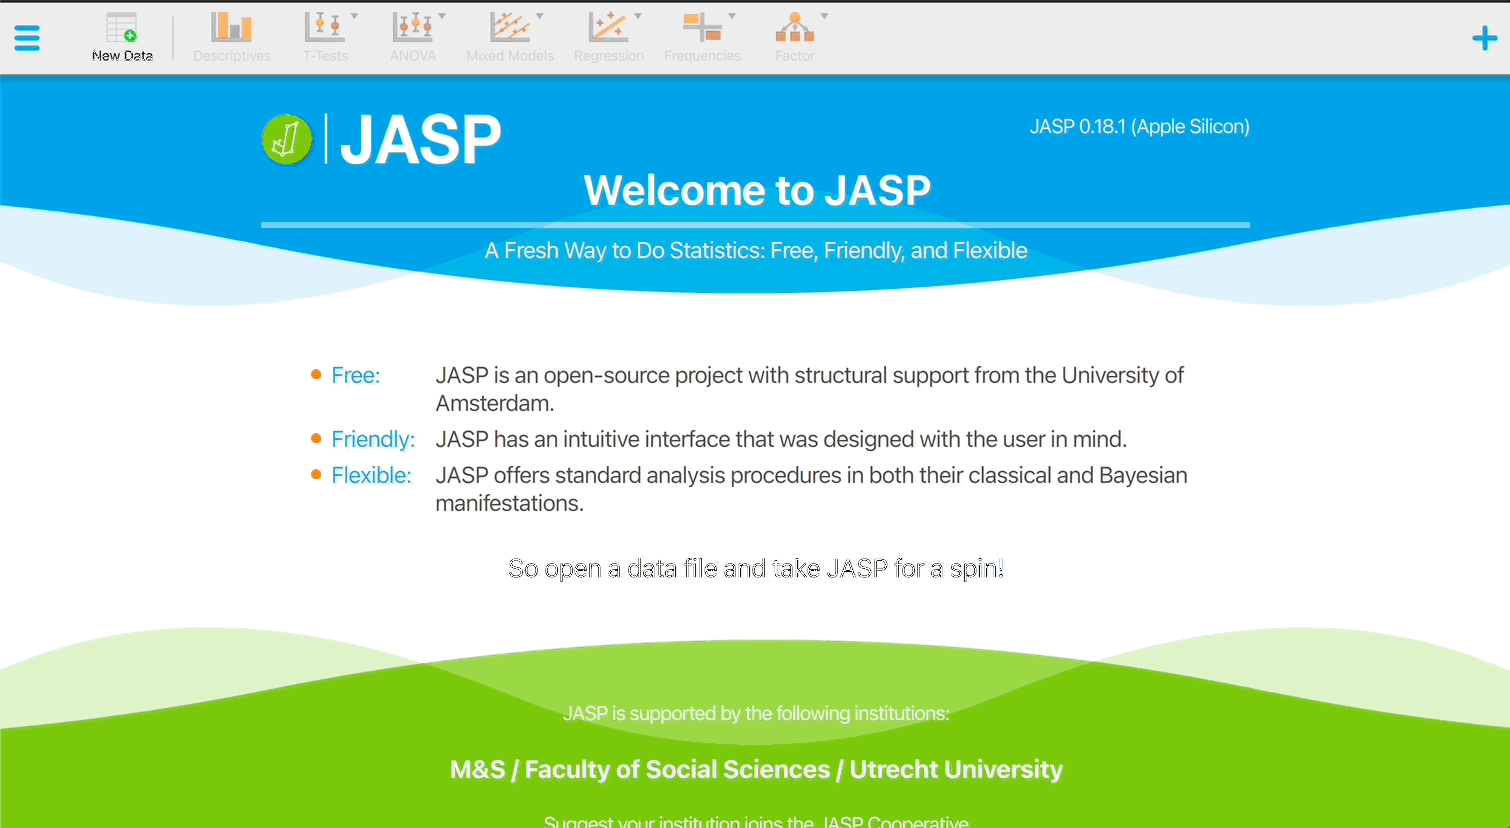 New Data Descriptives T-Tests ANOVA Mixed Models Regression Frequencies Factor
JASP
JASP 0.18.1 (Apple Silicon)
Welcome to JASP
A Fresh Way to Do Statistics: Free, Friendly, and Flexible
Free: JASP is an open-source project with structural support from the University of
Amsterdam.
Friendly: JASP has an intuitive interface that was designed with the user in mind.
Flexible: JASP offers standard analysis procedures in both their classical and Bayesian
manifestations.
So open a data file and take JASP for a spin!
JASP is supported by the following institutions:
M&S / Faculty of Social Sciences / Utrecht University
Suggest your institution joins the JASP Cooperative